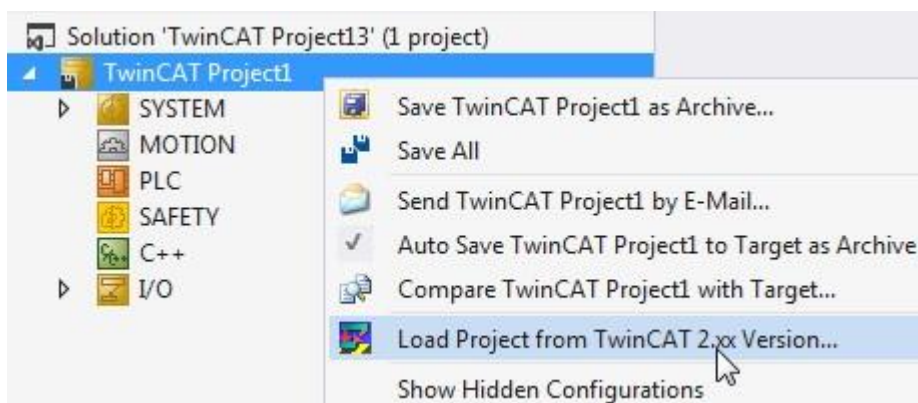 Solution 'TwinCAT Project13' (1 project)
TwinCAT Project1
SYSTEM
MOTION
PLC
SAFETY
C++
I/O
Save TwinCAT Project1 as Archive...
Save All
Send TwinCAT Project1 by E-Mail...
Auto Save TwinCAT Project1 to Target as Archive
Compare TwinCAT Project1 with Target...
Load Project from TwinCAT 2.xx Version...
Show Hidden Configurations